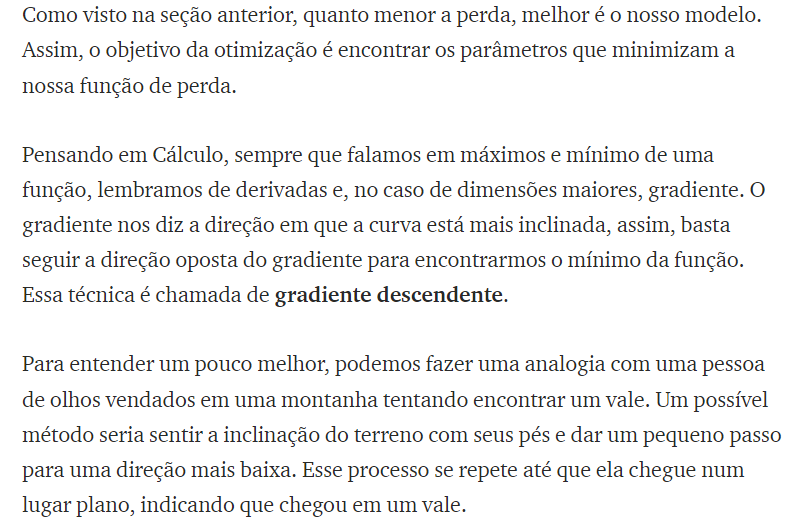 Como visto na seção anterior, quanto menor a perda, melhor é o nosso modelo.
Assim, o objetivo da otimização é encontrar os parâmetros que minimizam a
nossa função de perda.
Pensando em Cálculo, sempre que falamos em máximos e mínimo de uma
função, lembramos de derivadas e, no caso de dimensões maiores, gradiente. O
gradiente nos diz a direção em que a curva está mais inclinada, assim, basta
seguir a direção oposta do gradiente para encontrarmos o mínimo da função.
Essa técnica é chamada de gradiente descendente.
Para entender um pouco melhor, podemos fazer uma analogia com uma pessoa
de olhos vendados em uma montanha tentando encontrar um vale. Um possível
método seria sentir a inclinação do terreno com seus pés e dar um pequeno passo
para uma direção mais baixa. Esse processo se repete até que ela chegue num
lugar plano, indicando que chegou em um vale.